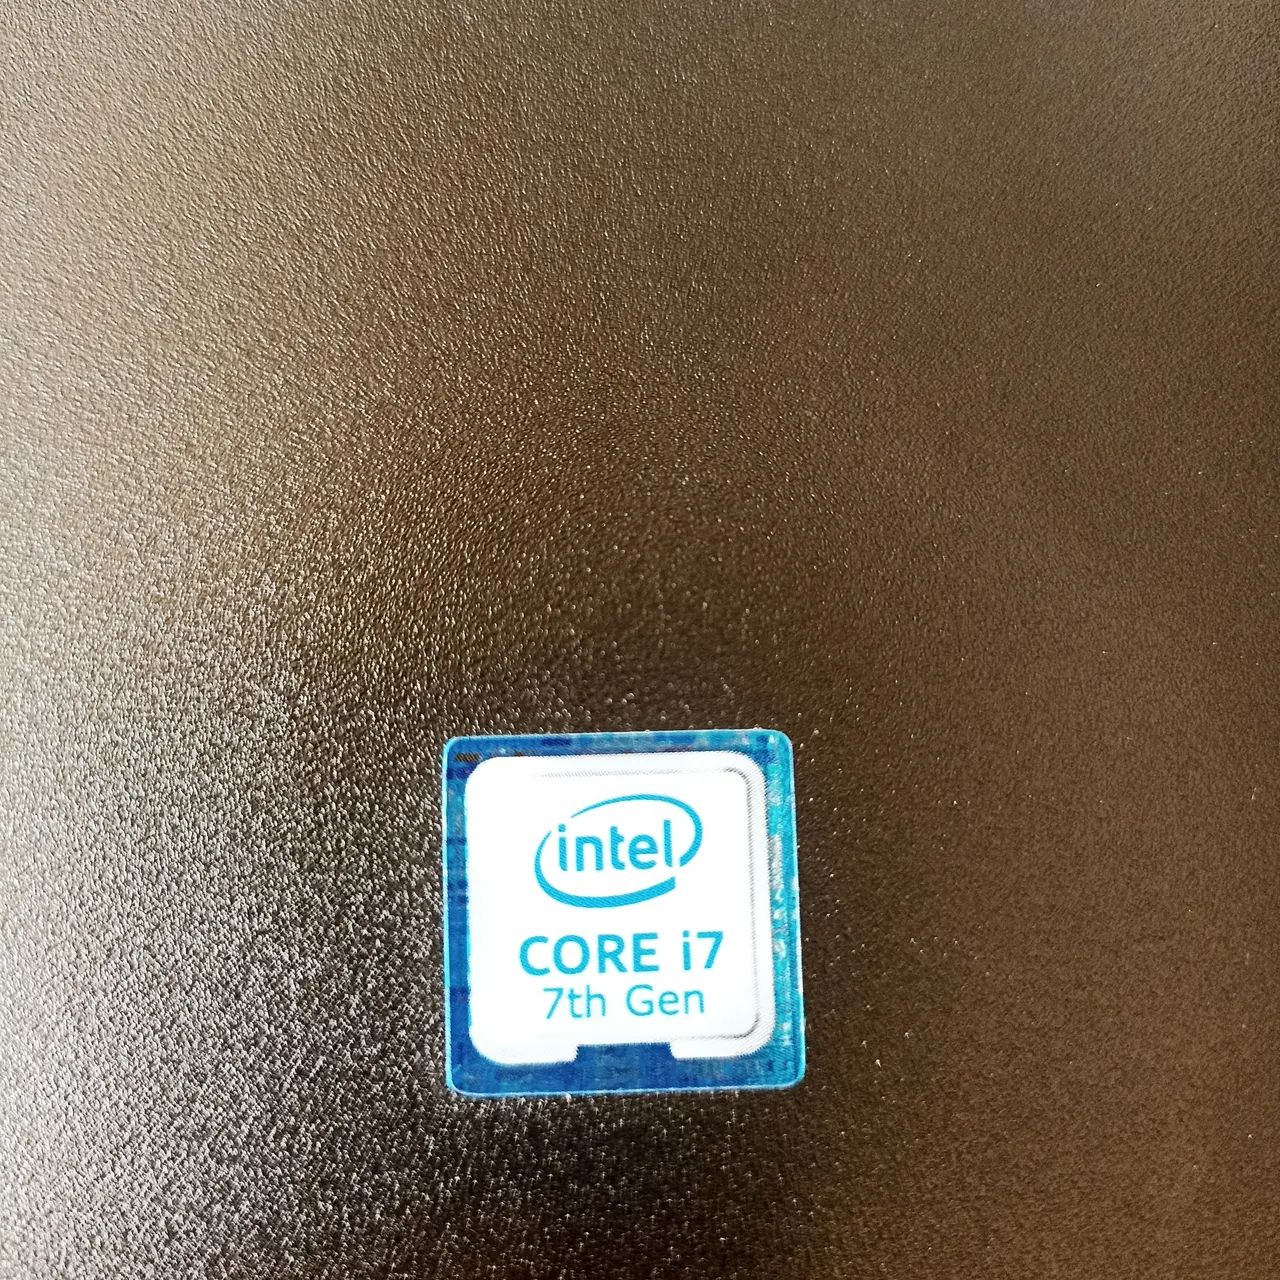 intel
CORE i7
7th Gen